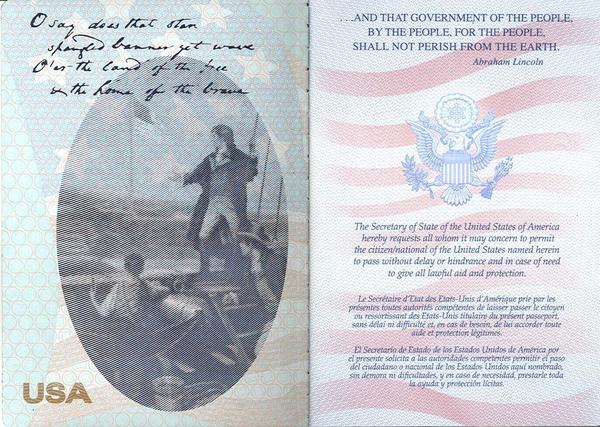 O say does that star
spangled banner yet wave
O'er the land of the free
& the home of the brave
USA
. . .AND THAT GOVERNMENT OF THE PEOPLE,
BY THE PEOPLE, FOR THE PEOPLE,
SHALL NOT PERISH FROM THE EARTH.
Abraham Lincoln
The Secretary of State of the United States of America
hereby requests all whom it may concern to permit
the citizen/national of the United States named herein
to pass without delay or hindrance and in case of need
to give all lawful aid and protection.
Le Secrétaire d'Etat des Etats-Unis d'Amérique prie par les
présentes toutes autorités compétentes de laisser passer le citoyen
ou ressortissant des Etats-Unis titulaire du présent passeport,
sans délai ni difficulté et, en cas de besoin, de lui accorder toute
aide et protection légitimes.
El Secretario de Estado de los Estados Unidos de América por
el presente solicita a las autoridades competentes permitir el paso
del ciudadano o nacional de los Estados Unidos aquí nombrado,
sin demora ni dificultades, y en caso de necesidad, prestarle toda
la ayuda y protección lícitas.